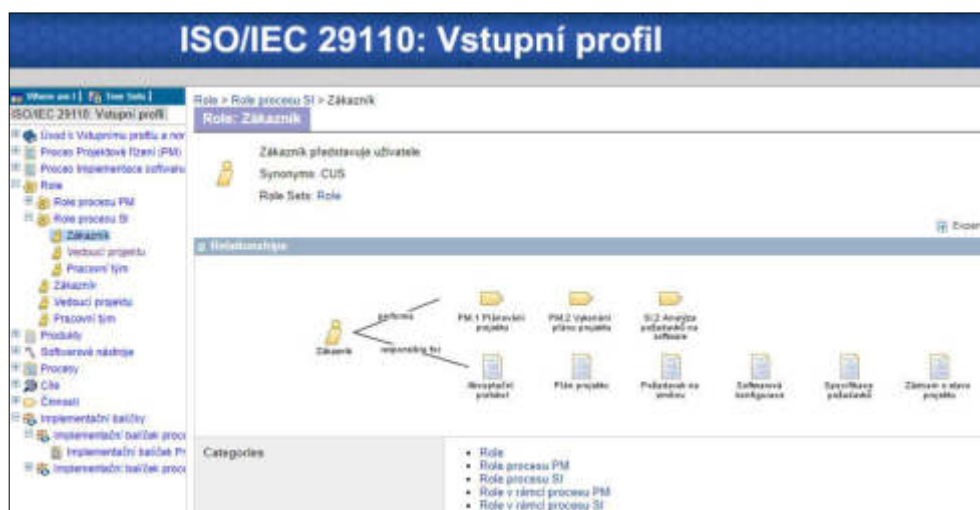 ISO/IEC 29110: Vstupní profil
Where am I | Tree Sets |
ISO/IEC 29110: Vstupní profil
Úvod k Vstupnímu profilu a nor
Proces Projektové řízení (PM)
Proces Implementace softwaru
Role
Role procesu PM
Role procesu SI
Zákazník
Vedoucí projektu
Pracovní tým
Zákazník
Vedoucí projektu
Pracovní tým
Produkty
Softwarové nástroje
Procesy
Cíle
Činnosti
Implementační balíčky
Implementační balíček proce
Implementační balíček Pr
Implementační balíček proce
Role > Role procesu SI > Zákazník
Role: Zákazník
Zákazník představuje uživatele
Synonyms: CUS
Role Sets: Role
Relationships
Zákazník
performs
PM.1 Plánování projektu
PM.2 Vykonání plánu projektu
SI.2 Analýza požadavků na software
responsible for
Akceptační protokol
Plán projektu
Požadavek na změnu
Softwarová konfigurace
Specifikace požadavků
Záznam o stavu projektu
Categories
Role
Role procesu PM
Role procesu SI
Role v rámci procesu PM
Role v rámci procesu SI